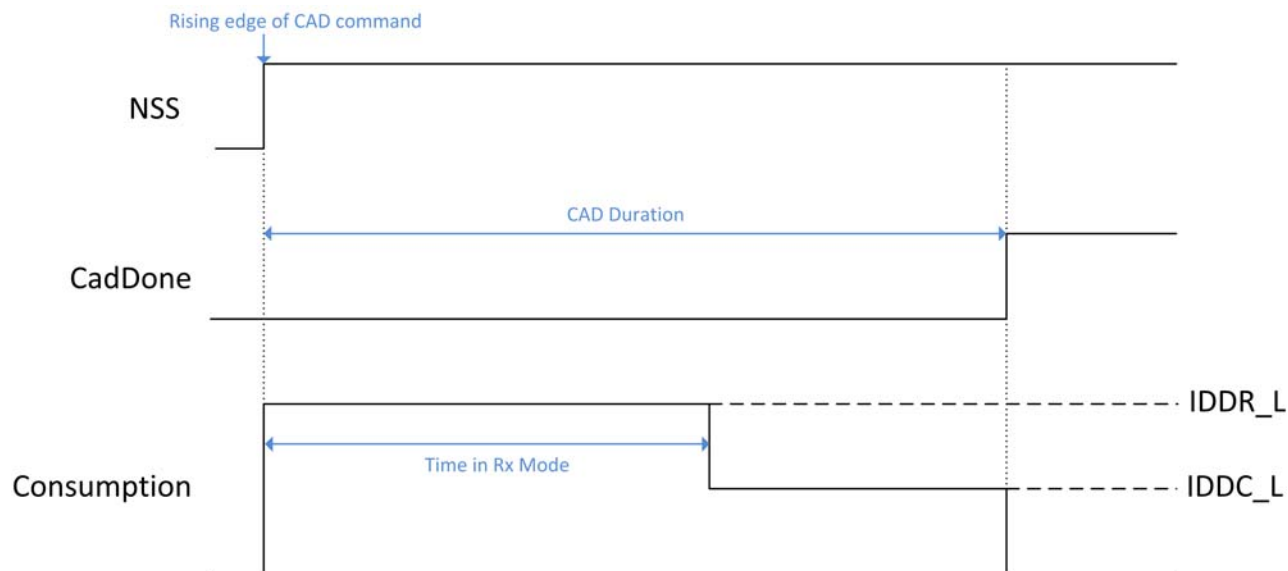 Rising edge of CAD command
NSS
CAD Duration
CadDone
IDDR_L
Time in Rx Mode
Consumption
IDDC_L